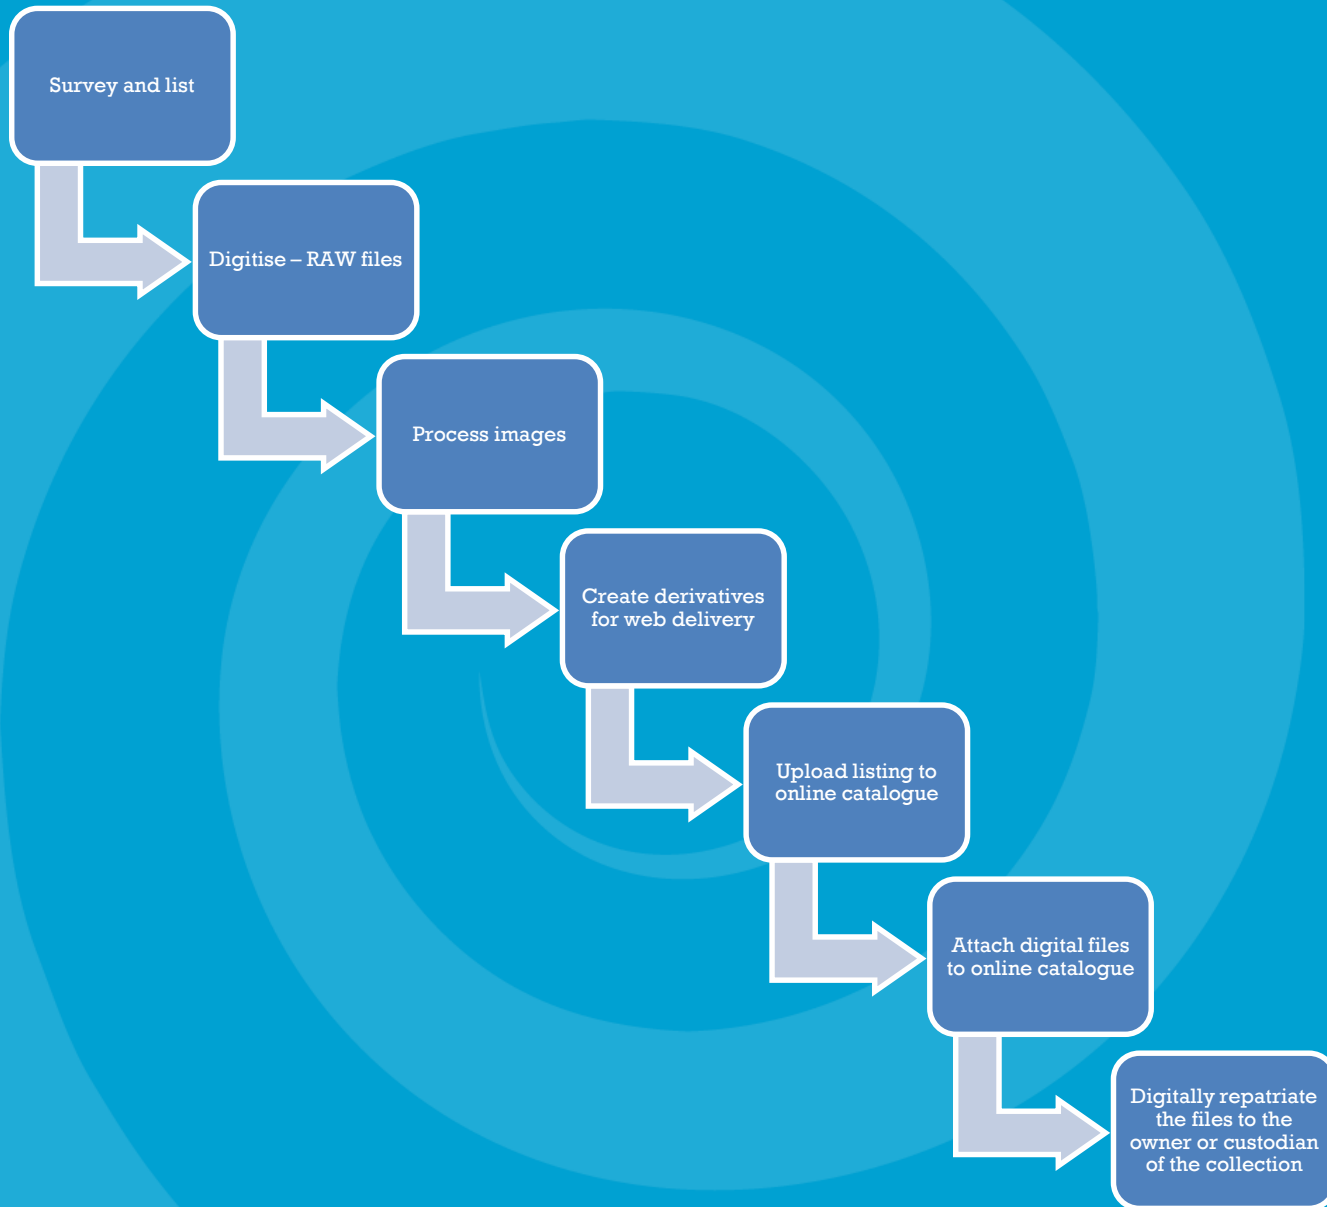 Survey and list
Digitise – RAW files
Process images
Create derivatives
for web delivery
Upload listing to
online catalogue
Attach digital files
to online catalogue
Digitally repatriate
the files to the
owner or custodian
of the collection